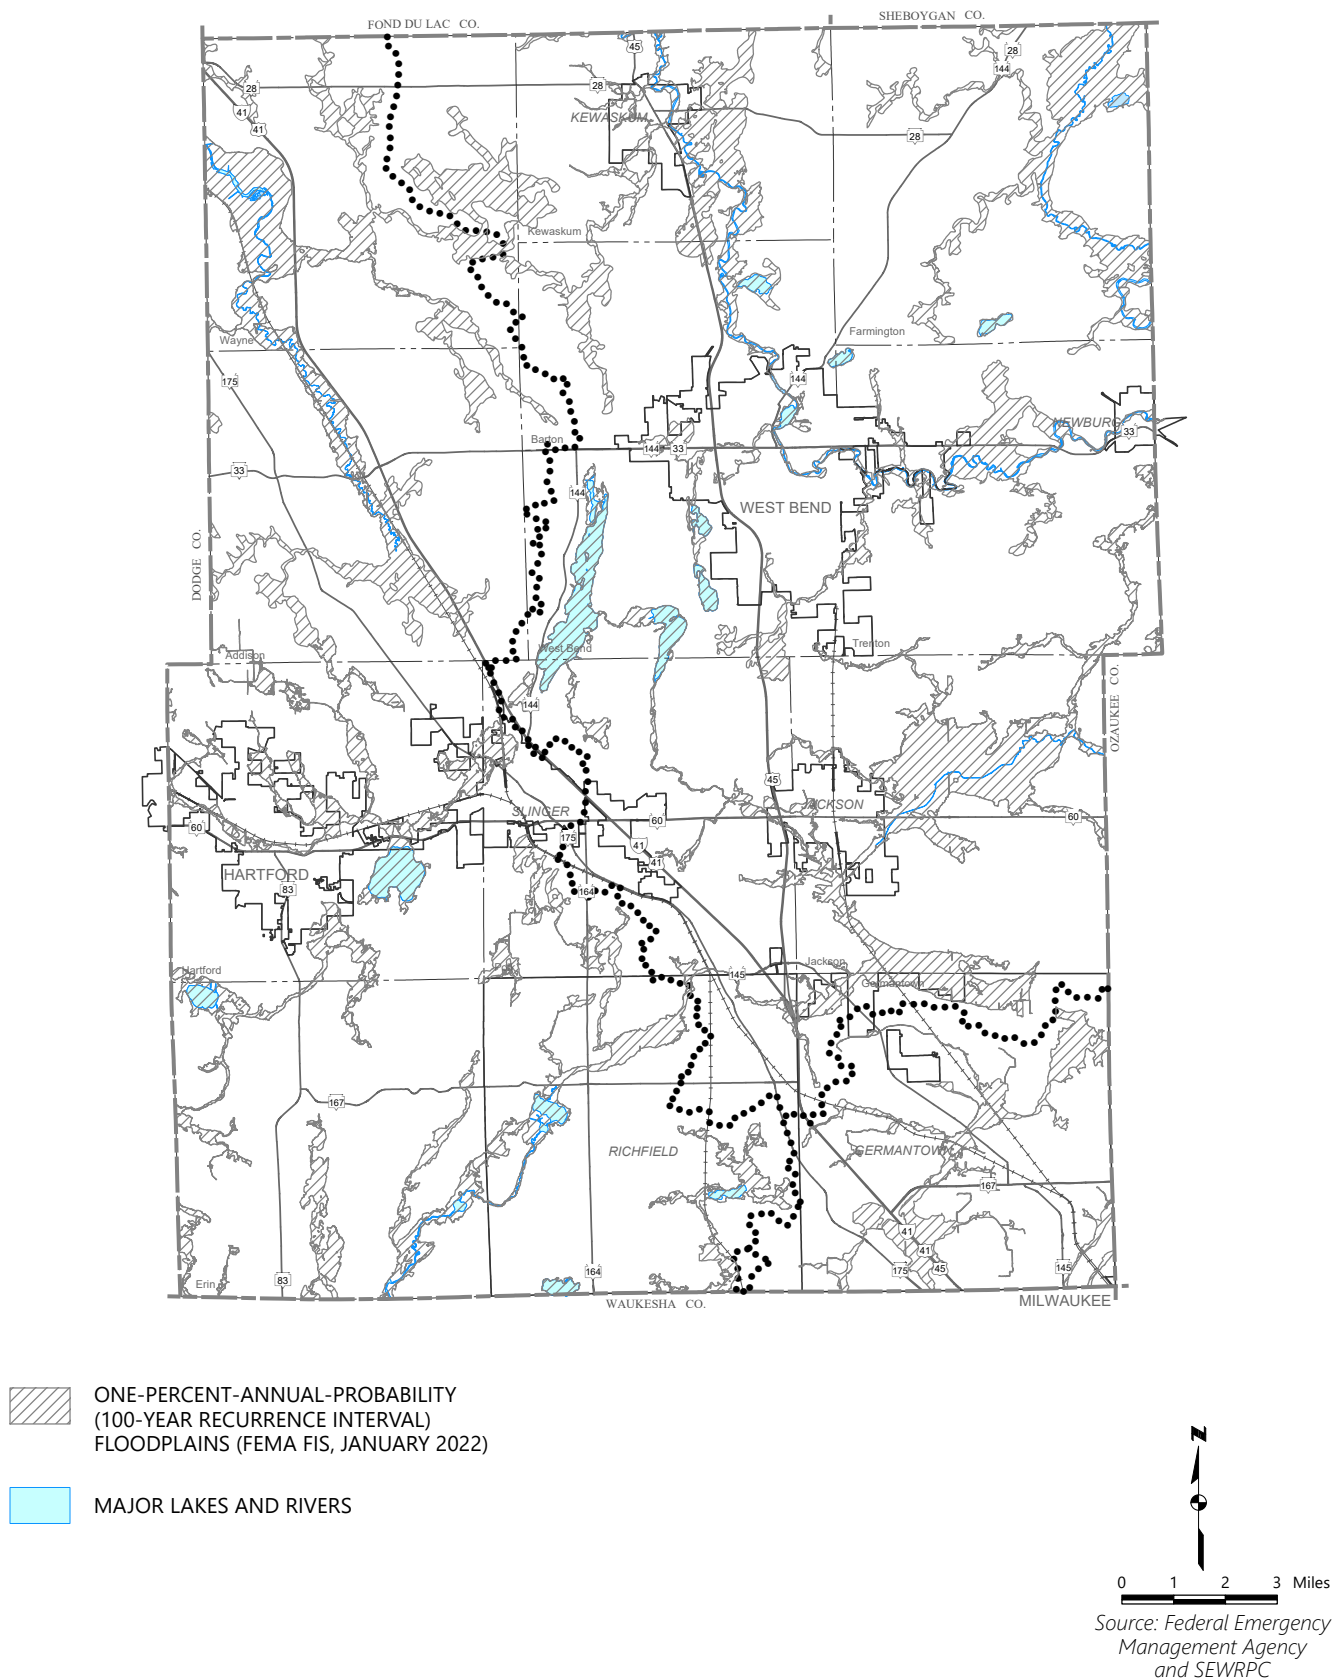 FOND DU LAC CO.
SHEBOYGAN CO.
45
28
144
28
28
41
41
KEWASKUM
28
Kewaskum
Wayne
Farmington
175
144
NEWBURG
33
Barton
144
33
33
144
WEST BEND
DODGE CO.
Addison
West Bend
Trenton
OZAUKEE CO.
144
45
SLINGER
JACKSON
60
60
60
175
41
41
HARTFORD
83
164
Hartford
Jackson
145
Germantown
167
RICHFIELD
GERMANTOWN
167
41
41
45
175
145
Erin
83
164
WAUKESHA CO.
MILWAUKEE
ONE-PERCENT-ANNUAL-PROBABILITY
(100-YEAR RECURRENCE INTERVAL)
FLOODPLAINS (FEMA FIS, JANUARY 2022)
MAJOR LAKES AND RIVERS
N
0 1 2 3 Miles
Source: Federal Emergency
Management Agency
and SEWRPC